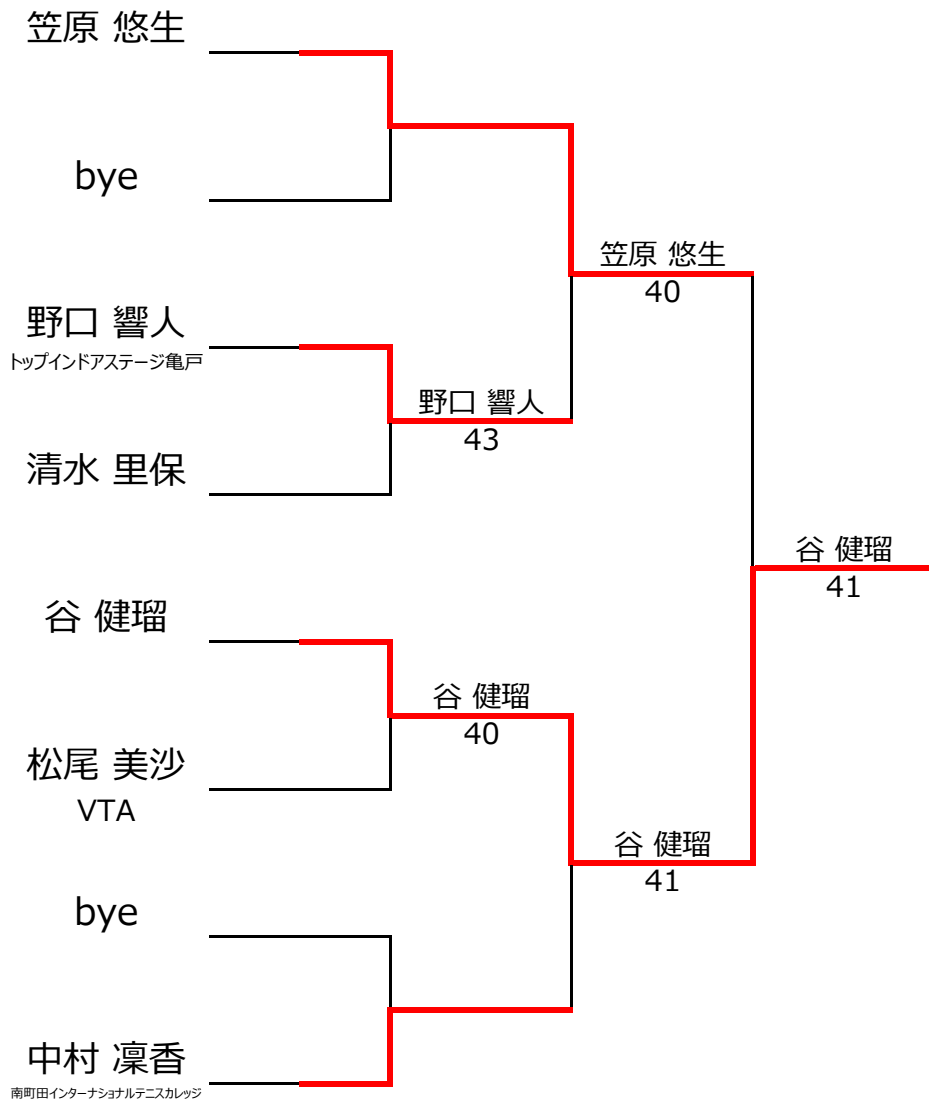 笠原 悠生
bye
野口 響人
トップインドアステージ亀戸
清水 里保
谷 健瑠
松尾 美沙
VTA
bye
中村 凜香
南町田インターナショナルテニスカレッジ
野口 響人
43
谷 健瑠
40
笠原 悠生
40
谷 健瑠
41
谷 健瑠
41